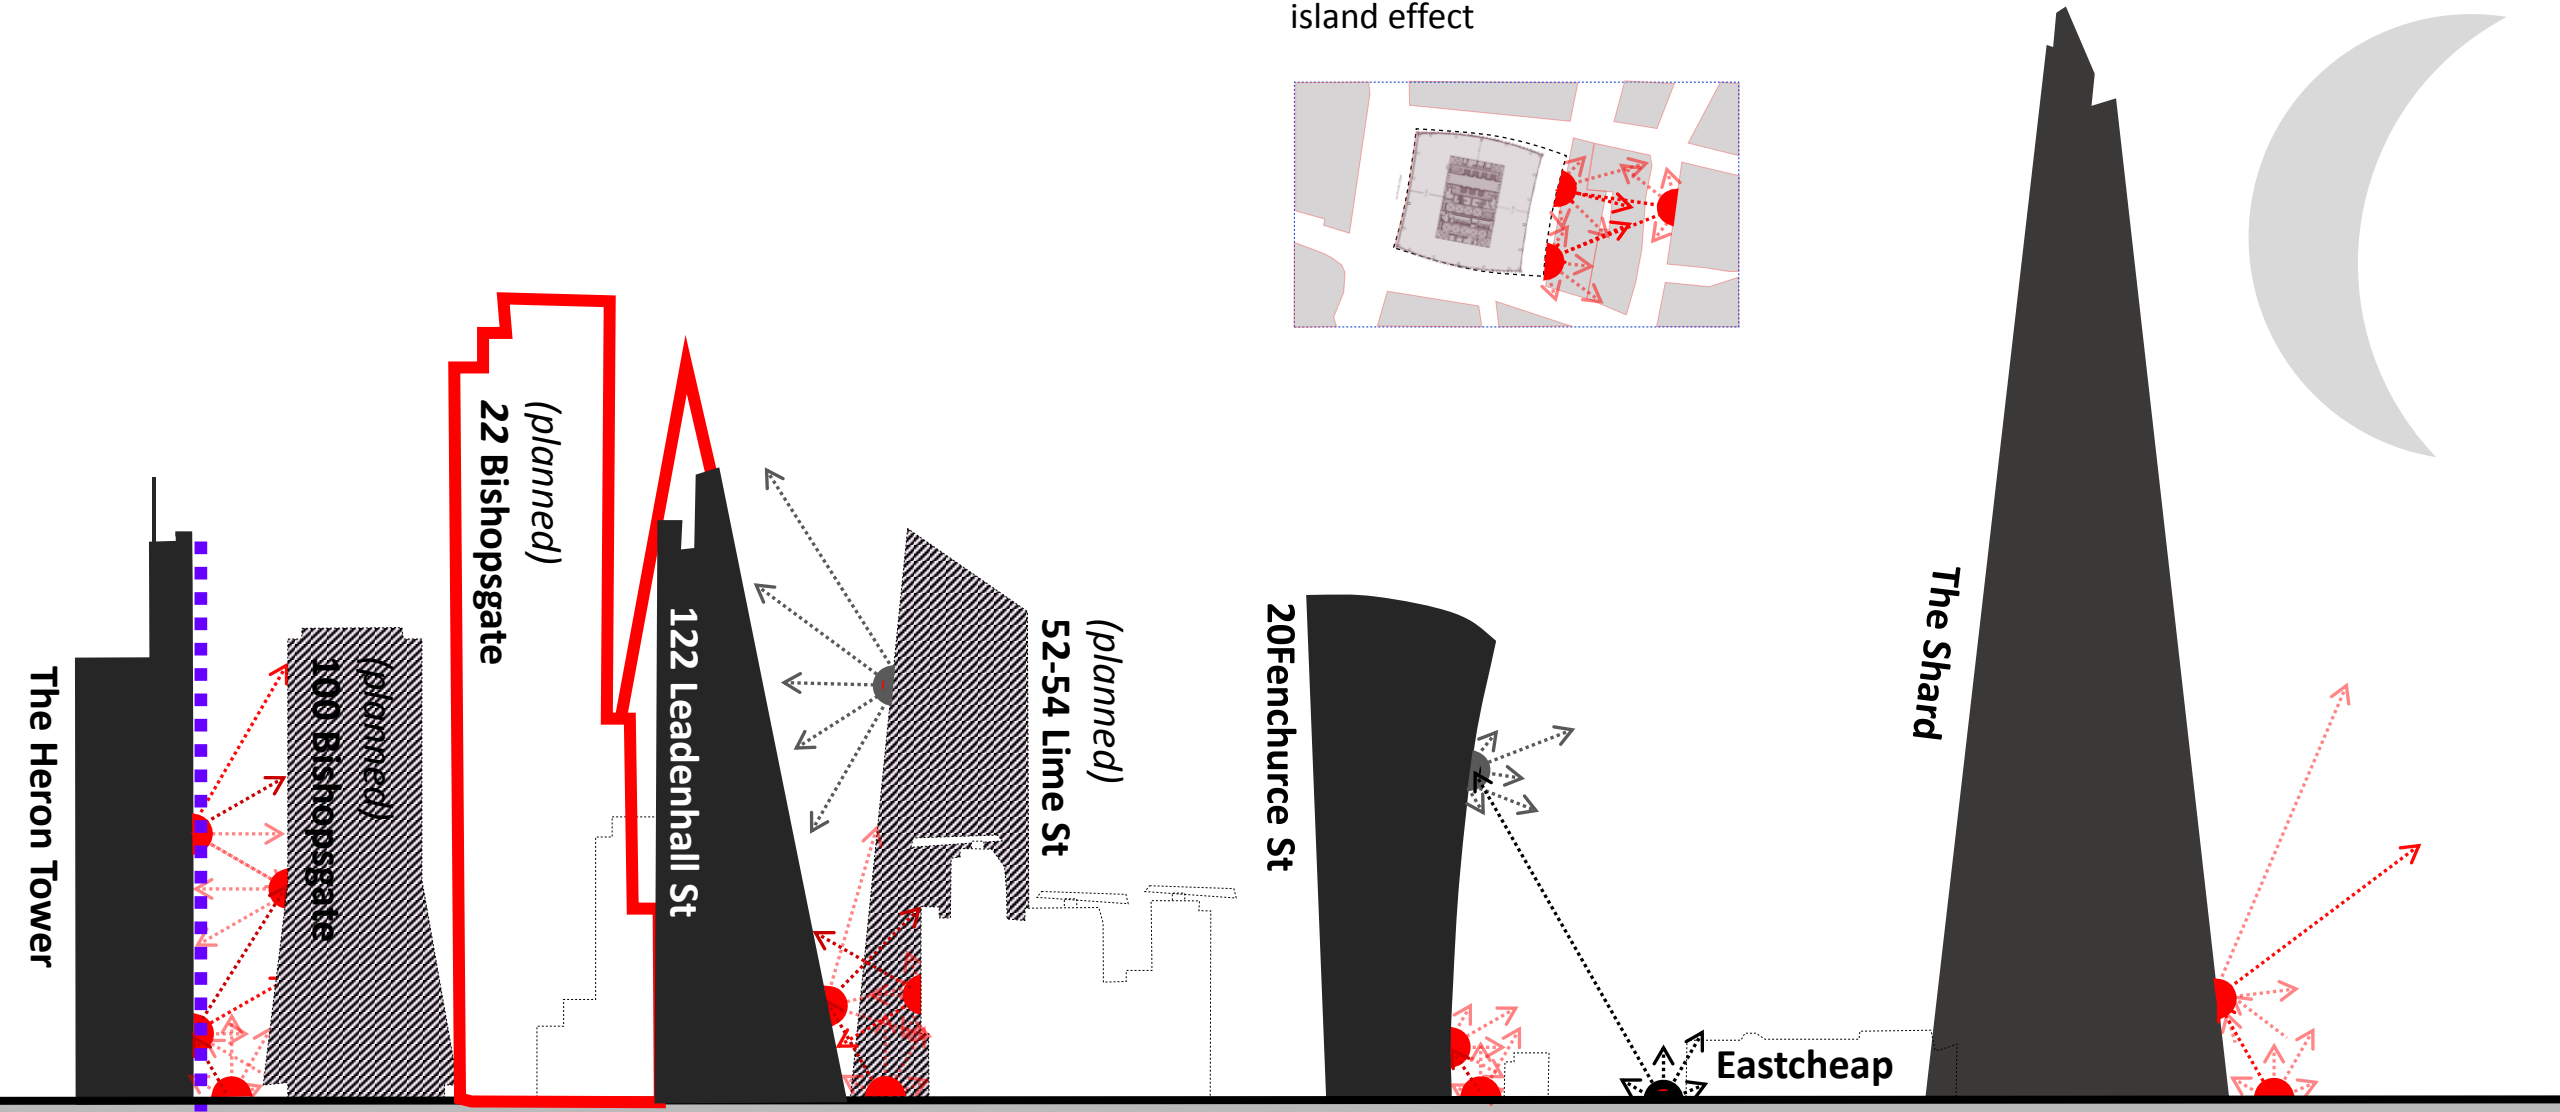 island effect
The Heron Tower
(planned)
100 Bishopsgate
(planned)
22 Bishopsgate
122 Leadenhall St
(planned)
52-54 Lime St
20Fenchurce St
Eastcheap
The Shard